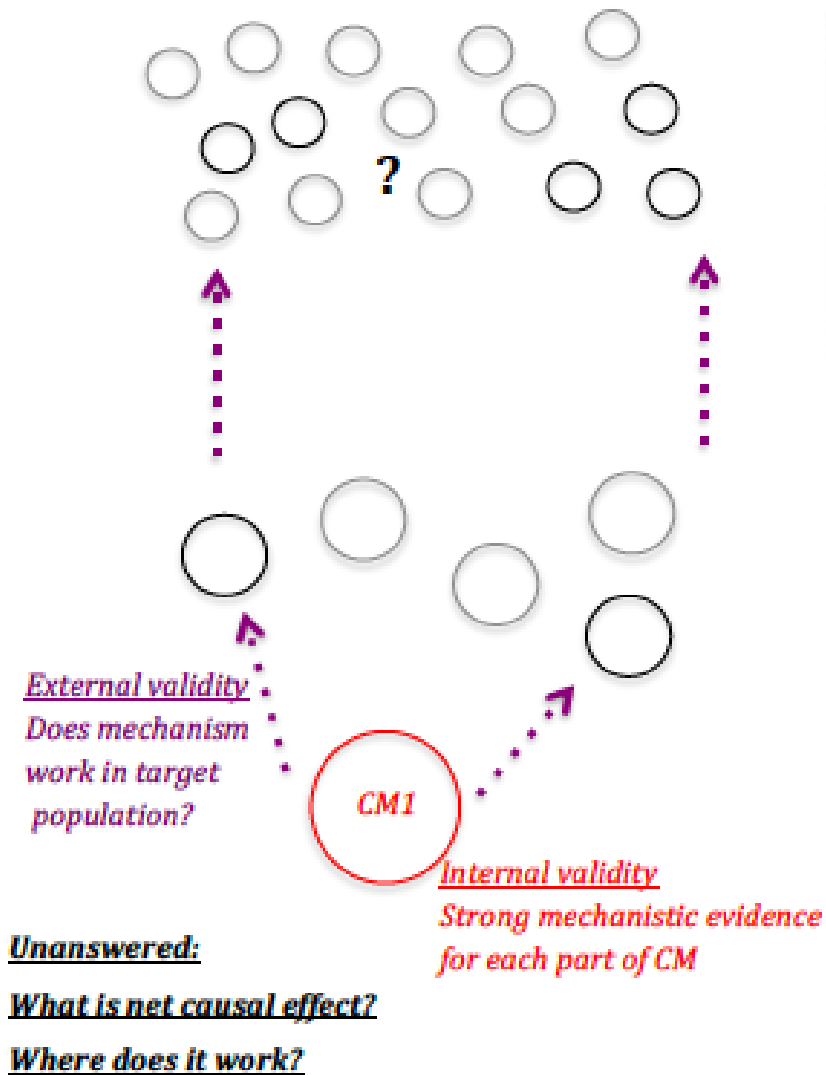 ?
External validity
Does mechanism
work in target
population?
CM1
Internal validity
Strong mechanistic evidence
for each part of CM
Unanswered:
What is net causal effect?
Where does it work?